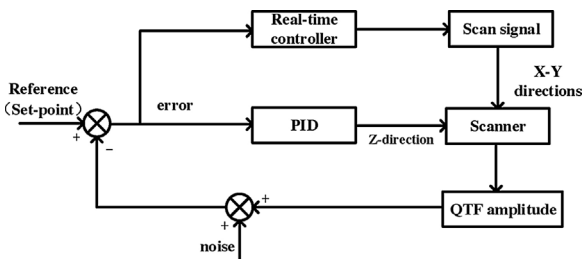 Real-time
controller
Scan signal
X-Y
directions
Reference
（Set-point）
error
+
−
PID
Z-direction
Scanner
QTF amplitude
+
+
noise